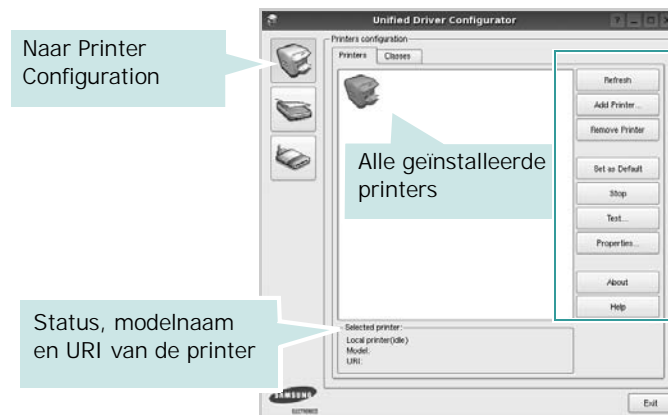 Unified Driver Configurator
Naar Printer
Configuration
Printers configuration
Printers
Classes
Refresh
Add Printer...
Remove Printer
Alle geïnstalleerde
printers
Set as Default
Stop
Test...
Properties...
About
Help
Status, modelnaam
en URI van de printer
Selected printer:
Local printer(idle)
Model:
URI:
SAMSUNG
ELECTRONICS
Exit